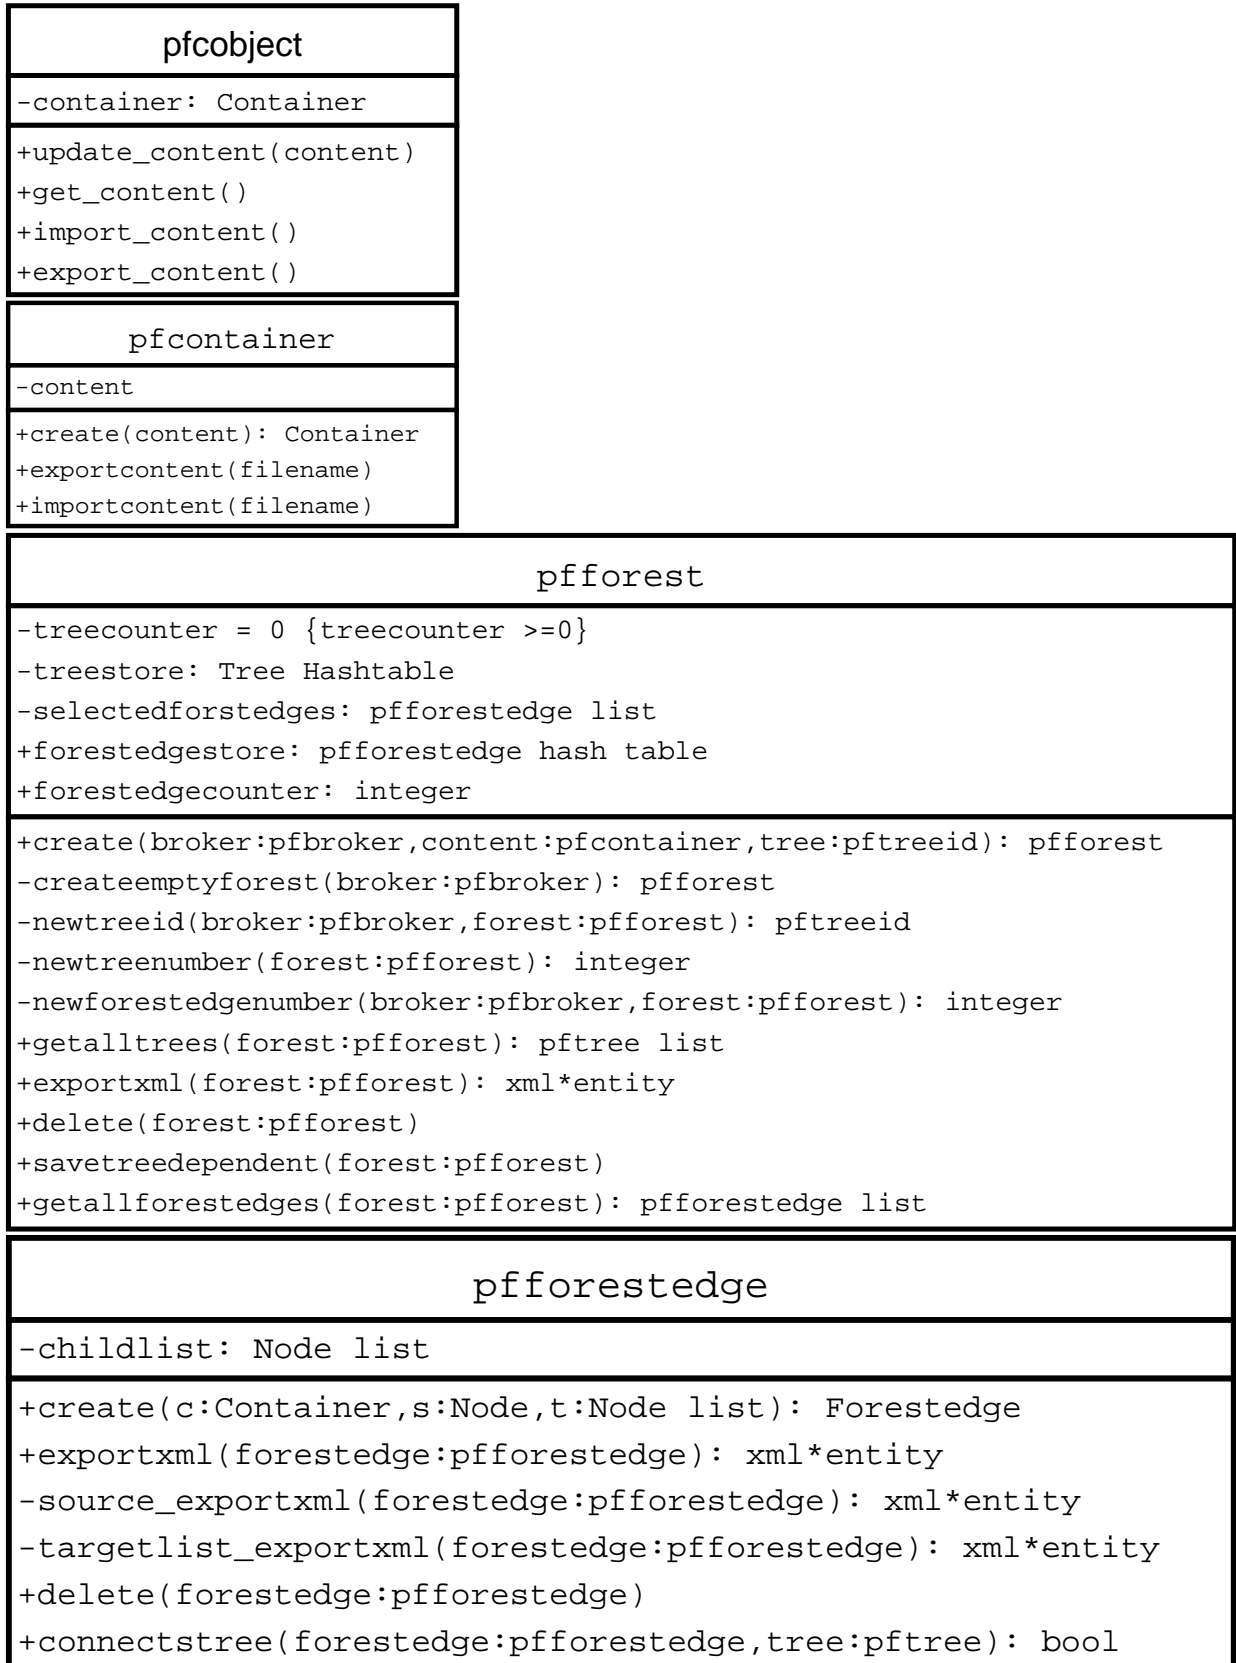 pfcobject
-container: Container
+update_content(content)
+get_content()
+import_content()
+export_content()
pfcontainer
-content
+create(content): Container
+exportcontent(filename)
+importcontent(filename)
pfforest
-treecounter = 0 {treecounter >=0}
-treestore: Tree Hashtable
-selectedforstedges: pfforestedge list
+forestedgestore: pfforestedge hash table
+forestedgecounter: integer
+create(broker:pfbroker,content:pfcontainer,tree:pftreeid): pfforest
-createemptyforest(broker:pfbroker): pfforest
-newtreeid(broker:pfbroker,forest:pfforest): pftreeid
-newtreenumber(forest:pfforest): integer
-newforestedgenumber(broker:pfbroker,forest:pfforest): integer
+getalltrees(forest:pfforest): pftree list
+exportxml(forest:pfforest): xml*entity
+delete(forest:pfforest)
+savetreedependent(forest:pfforest)
+getallforestedges(forest:pfforest): pfforestedge list
pfforestedge
-childlist: Node list
+create(c:Container,s:Node,t:Node list): Forestedge
+exportxml(forestedge:pfforestedge): xml*entity
-source_exportxml(forestedge:pfforestedge): xml*entity
-targetlist_exportxml(forestedge:pfforestedge): xml*entity
+delete(forestedge:pfforestedge)
+connectstree(forestedge:pfforestedge,tree:pftree): bool